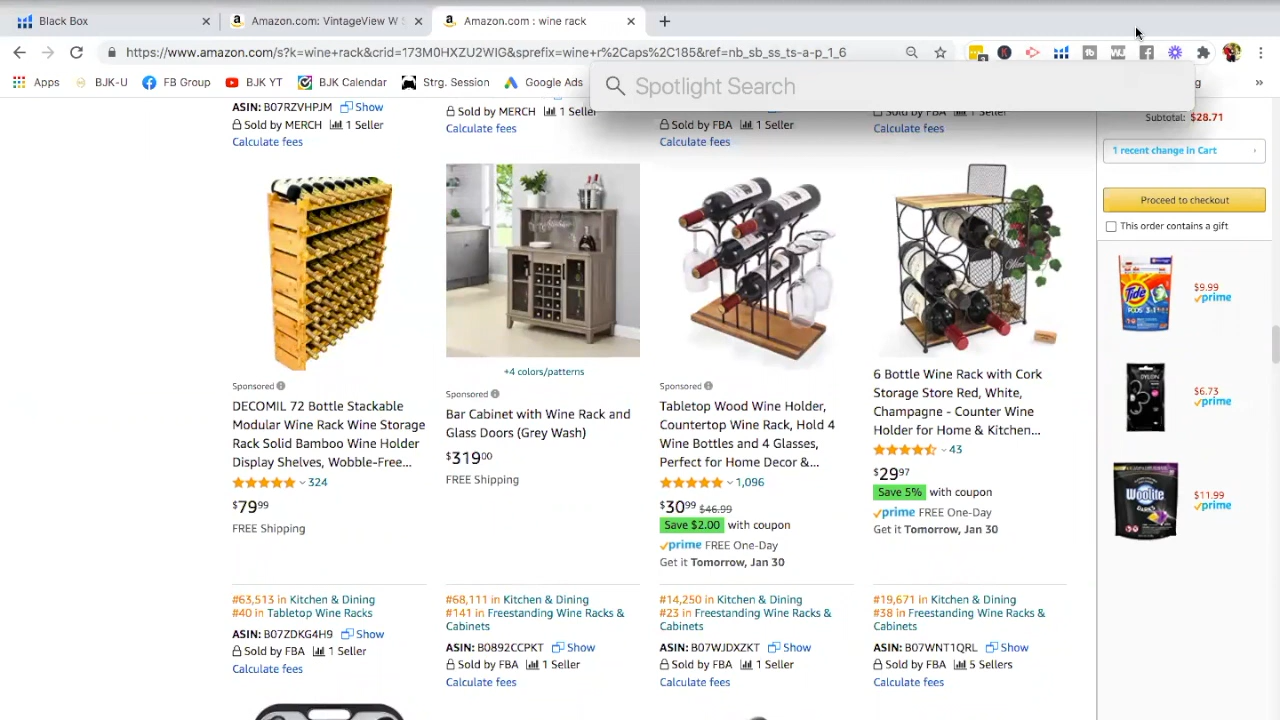 Black Box
Amazon.com: VintageView W S
Amazon.com : wine rack
https://www.amazon.com/s?k=wine+rack&crid=173M0HXZU2WIG&sprefix=wine+r%2Caps%2C185&ref=nb_sb_ss_ts-a-p_1_6
Apps
BJK-U
FB Group
BJK YT
BJK Calendar
Strg. Session
Google Ads
Spotlight Search
ASIN: B07RZVHPJM Show
Sold by MERCH 1 Seller
Calculate fees
Sold by MERCH 1 Seller
Calculate fees
Sold by FBA 1 Seller
Calculate fees
Sold by FBA 1 Seller
Calculate fees
Subtotal: $28.71
1 recent change in Cart
Proceed to checkout
This order contains a gift
Sponsored
DECOMIL 72 Bottle Stackable
Modular Wine Rack Wine Storage
Rack Solid Bamboo Wine Holder
Display Shelves, Wobble-Free...
324
$79.99
FREE Shipping
#63,513 in Kitchen & Dining
#40 in Tabletop Wine Racks
ASIN: B07ZDKG4H9 Show
Sold by FBA 1 Seller
Calculate fees
+4 colors/patterns
Sponsored
Bar Cabinet with Wine Rack and
Glass Doors (Grey Wash)
$319.00
FREE Shipping
#68,111 in Kitchen & Dining
#141 in Freestanding Wine Racks &
Cabinets
ASIN: B0892CCPKT Show
Sold by FBA 1 Seller
Calculate fees
Sponsored
Tabletop Wood Wine Holder,
Countertop Wine Rack, Hold 4
Wine Bottles and 4 Glasses,
Perfect for Home Decor &...
1,096
$30.99 $46.99
Save $2.00 with coupon
prime FREE One-Day
Get it Tomorrow, Jan 30
#14,250 in Kitchen & Dining
#23 in Freestanding Wine Racks &
Cabinets
ASIN: B07WJDXZKT Show
Sold by FBA 1 Seller
Calculate fees
6 Bottle Wine Rack with Cork
Storage Store Red, White,
Champagne - Counter Wine
Holder for Home & Kitchen...
43
$29.97
Save 5% with coupon
prime FREE One-Day
Get it Tomorrow, Jan 30
#19,671 in Kitchen & Dining
#38 in Freestanding Wine Racks &
Cabinets
ASIN: B07WNT1QRL Show
Sold by FBA 5 Sellers
Calculate fees
Tide
PODS 3in1
$9.99
prime
DYLON
$6.73
prime
Woolite
DARKS
$11.99
prime